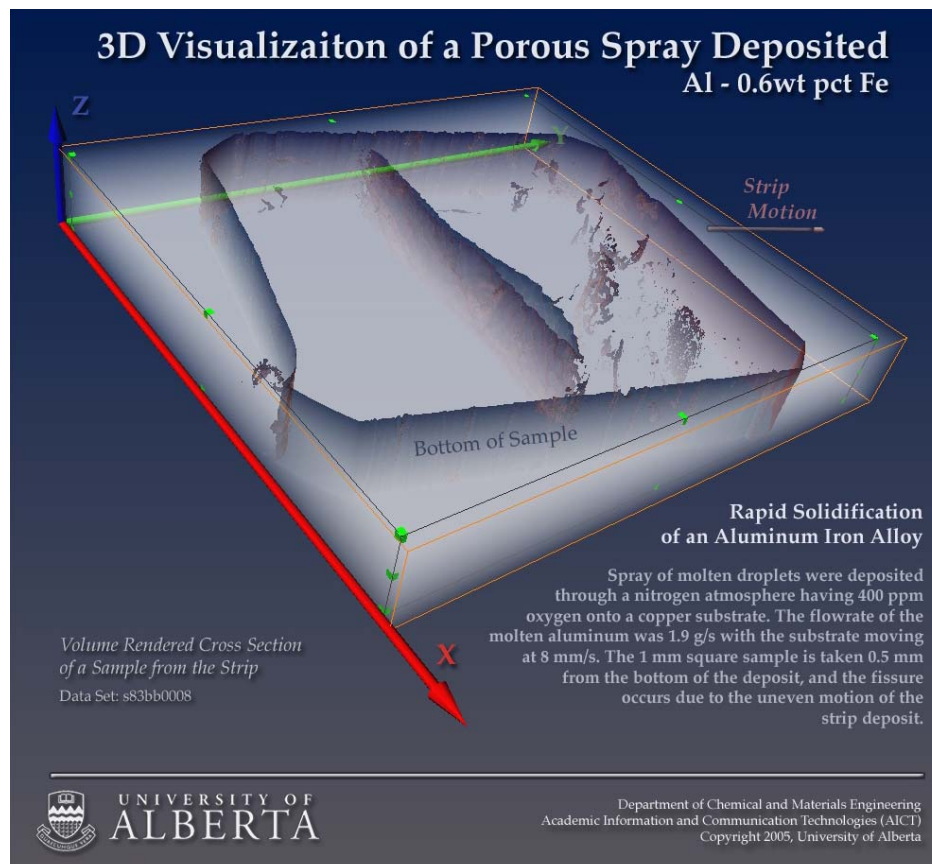 3D Visualizaiton of a Porous Spray Deposited
Al - 0.6wt pct Fe
Z
Y
Strip
Motion
Bottom of Sample
Rapid Solidification
of an Aluminum Iron Alloy
Spray of molten droplets were deposited
through a nitrogen atmosphere having 400 ppm
oxygen onto a copper substrate. The flowrate of the
molten aluminum was 1.9 g/s with the substrate moving
at 8 mm/s. The 1 mm square sample is taken 0.5 mm
from the bottom of the deposit, and the fissure
occurs due to the uneven motion of the
strip deposit.
X
Volume Rendered Cross Section
of a Sample from the Strip
Data Set: s83bb0008
UNIVERSITY OF
ALBERTA
Department of Chemical and Materials Engineering
Academic Information and Communication Technologies (AICT)
Copyright 2005, University of Alberta